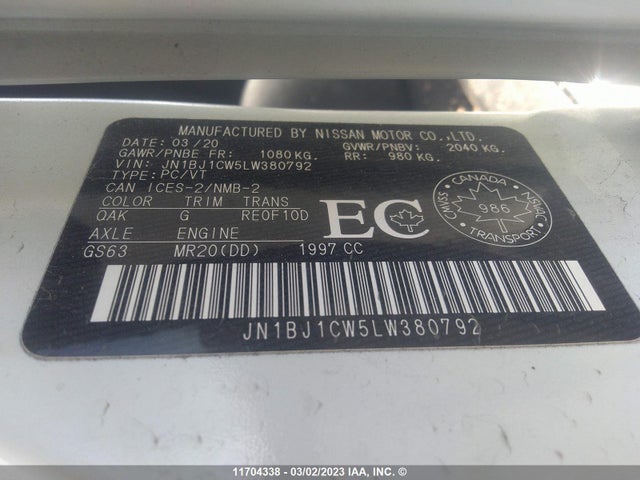 MANUFACTURED BY NISSAN MOTOR CO.,LTD.
DATE: 03/20 GVWR/PNBV: 2040 KG.
GAWR/PNBE FR: 1080 KG. RR: 980 KG.
VIN: JN1BJ1CW5LW380792
TYPE: PC/VT
CAN ICES-2/NMB-2
COLOR TRIM TRANS
QAK G RE0F10D
AXLE ENGINE
GS63 MR20(DD) 1997 CC
EC
CANADA
CMVSS
986
NSVAC
TRANSPORT
JN1BJ1CW5LW380792
11704338 - 03/02/2023 IAA, INC. ©